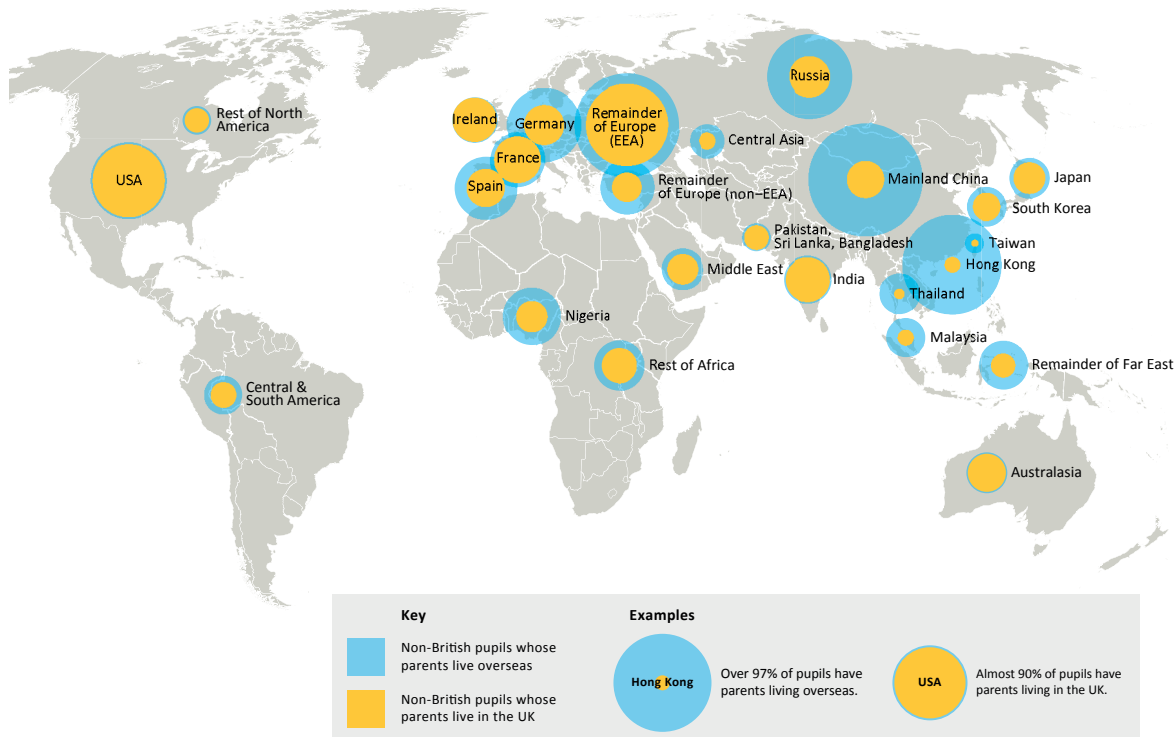 Rest of North
America
USA
Central &
South America
Ireland
Germany
Remainder
of Europe
(EEA)
France
Spain
Remainder
of Europe (non–EEA)
Russia
Central Asia
Mainland China
Japan
South Korea
Taiwan
Hong Kong
Pakistan,
Sri Lanka, Bangladesh
India
Middle East
Thailand
Malaysia
Remainder of Far East
Nigeria
Rest of Africa
Australasia
Key
Non-British pupils whose
parents live overseas
Non-British pupils whose
parents live in the UK
Examples
Hong Kong
Over 97% of pupils have
parents living overseas.
USA
Almost 90% of pupils have
parents living in the UK.